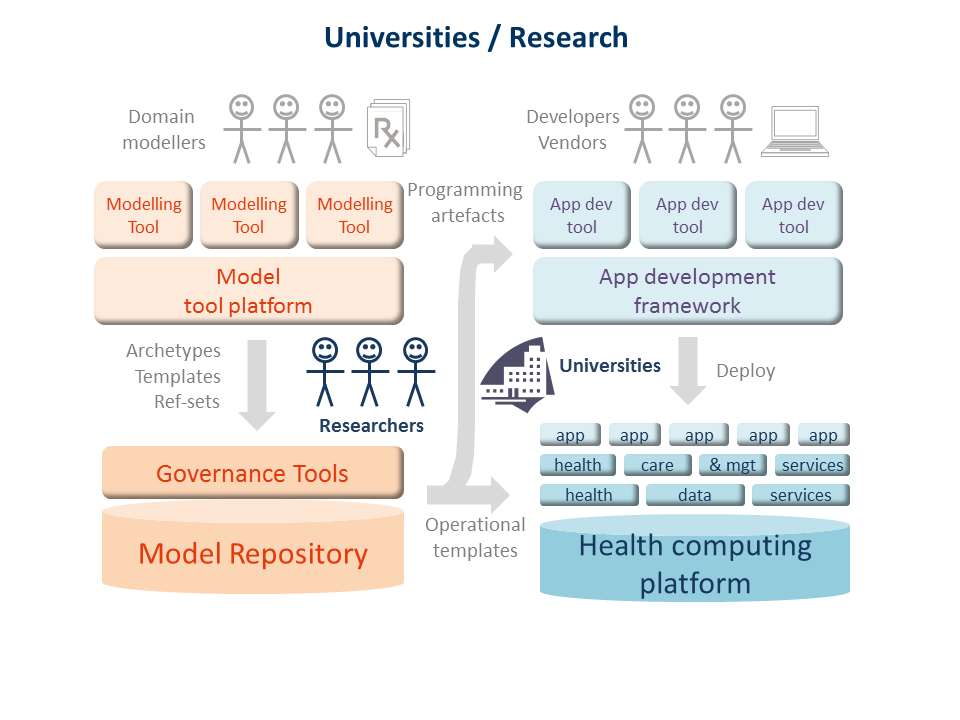 Universities / Research
Domain
modellers
Rx
Developers
Vendors
Modelling
Tool
Modelling
Tool
Modelling
Tool
Programming
artefacts
App dev
tool
App dev
tool
App dev
tool
Model
tool platform
App development
framework
Archetypes
Templates
Ref-sets
Researchers
Universities
Deploy
app
app
app
app
app
health
care
& mgt
services
health
data
services
Governance Tools
Model Repository
Operational
templates
Health computing
platform